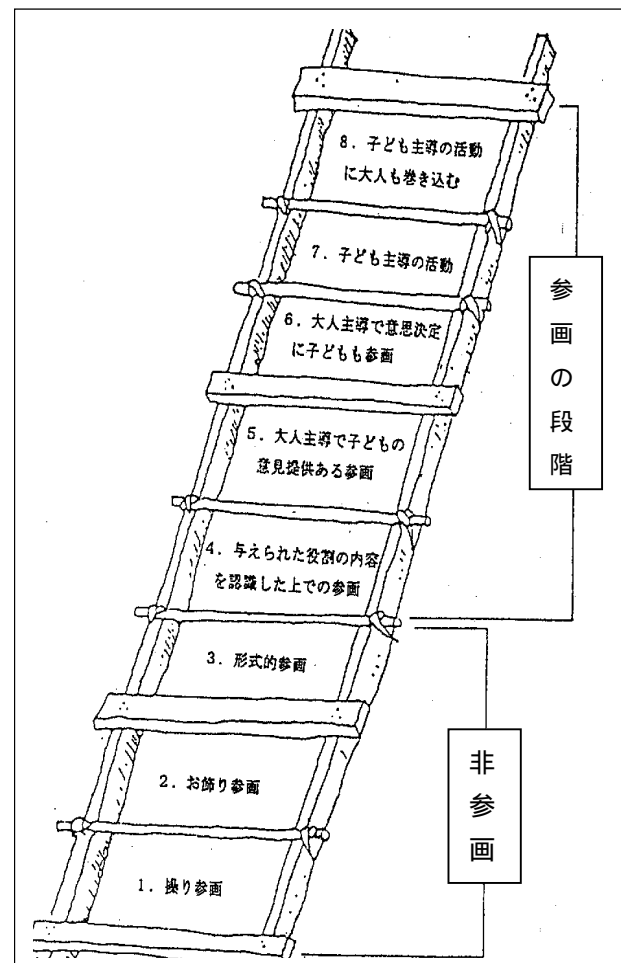 8. 子ども主導の活動
に大人も巻き込む
7. 子ども主導の活動
6. 大人主導で意思決定
に子どもも参画
5. 大人主導で子どもの
意見提供ある参画
4. 与えられた役割の内容
を認識した上での参画
3. 形式的参画
2. お飾り参画
1.操り参画
参画の段階
非参画